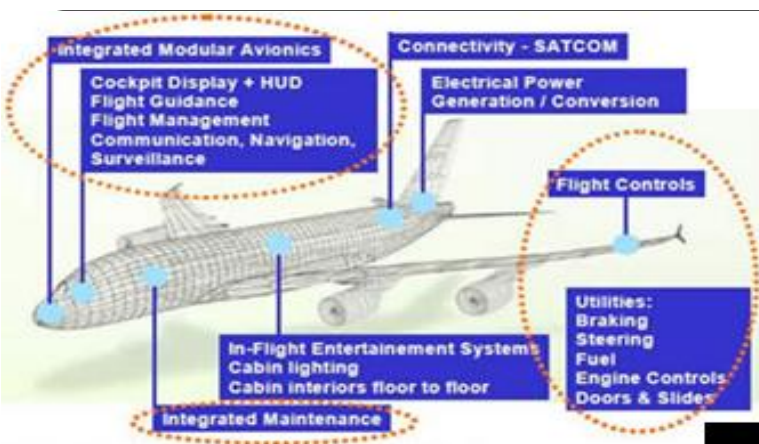 Integrated Modular Avionics
Cockpit Display + HUD
Flight Guidance
Flight Management
Communication, Navigation,
Surveillance
Connectivity - SATCOM
Electrical Power
Generation / Conversion
Flight Controls
Utilities:
Braking
Steering
Fuel
Engine Controls
Doors & Slides
In-Flight Entertainement Systems
Cabin lighting
Cabin interiors floor to floor
Integrated Maintenance